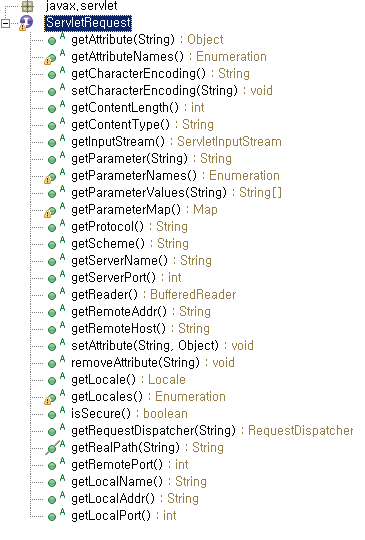 javax.servlet
ServletRequest
A getAttribute(String) : Object
A getAttributeNames() : Enumeration
A getCharacterEncoding() : String
A setCharacterEncoding(String) : void
A getContentLength() : int
A getContentType() : String
A getInputStream() : ServletInputStream
A getParameter(String) : String
A getParameterNames() : Enumeration
A getParameterValues(String) : String[]
A getParameterMap() : Map
A getProtocol() : String
A getScheme() : String
A getServerName() : String
A getServerPort() : int
A getReader() : BufferedReader
A getRemoteAddr() : String
A getRemoteHost() : String
A setAttribute(String, Object) : void
A removeAttribute(String) : void
A getLocale() : Locale
A getLocales() : Enumeration
A isSecure() : boolean
A getRequestDispatcher(String) : RequestDispatcher
A getRealPath(String) : String
A getRemotePort() : int
A getLocalName() : String
A getLocalAddr() : String
A getLocalPort() : int